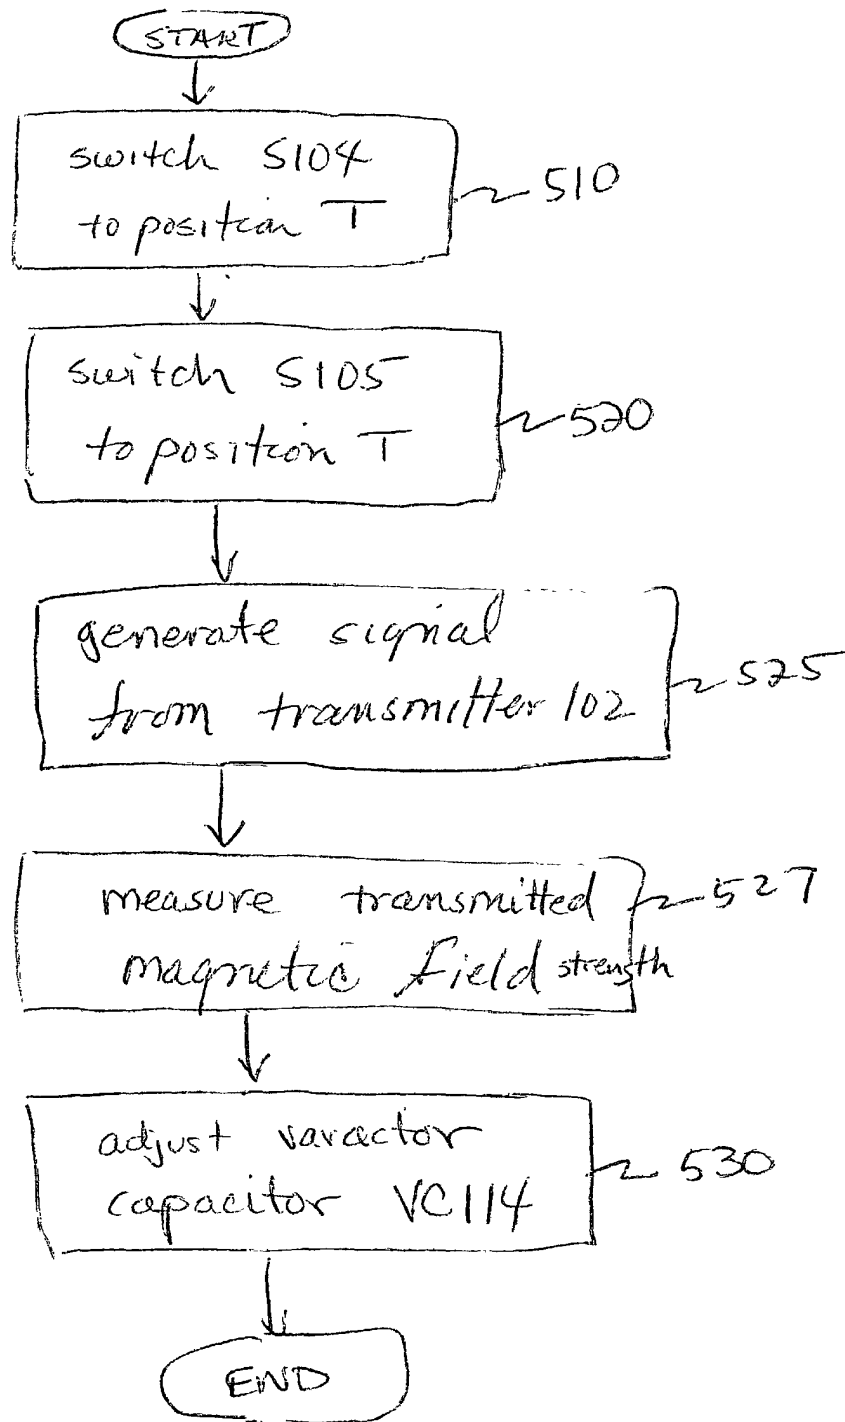 START
switch S104
to position T
510
switch S105
to position T
520
generate signal
from transmitter 102
525
measure transmitted
magnetic field strength
527
adjust varactor
capacitor VC114
530
END